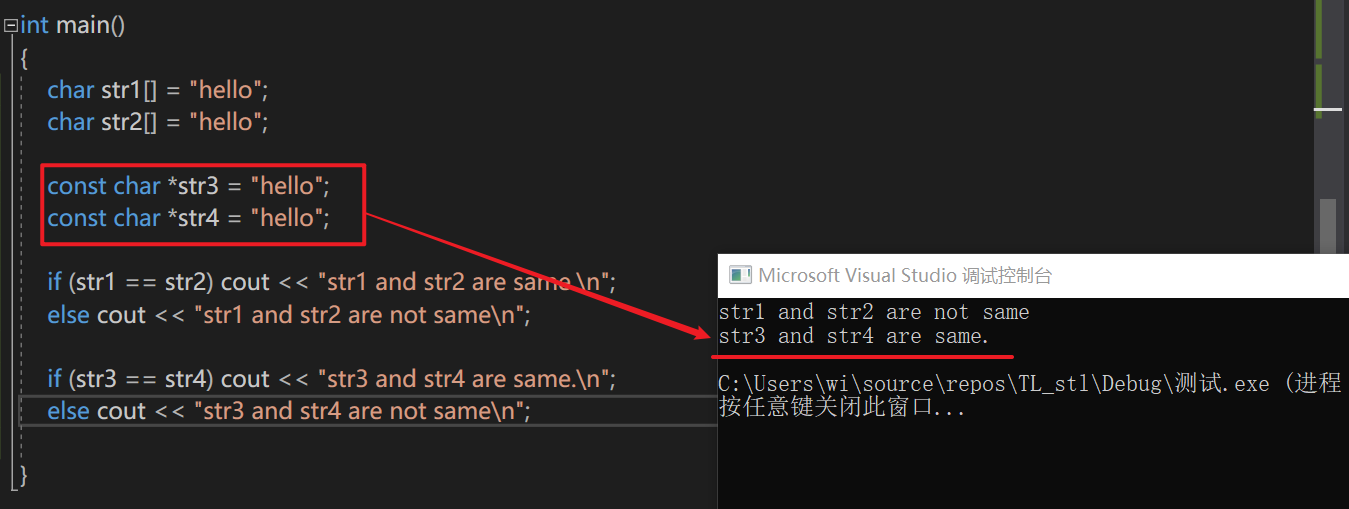 int main()
{
char str1[] = "hello";
char str2[] = "hello";
const char *str3 = "hello";
const char *str4 = "hello";
if (str1 == str2) cout << "str1 and str2 are same.\n";
else cout << "str1 and str2 are not same\n";
if (str3 == str4) cout << "str3 and str4 are same.\n";
else cout << "str3 and str4 are not same\n";
}
Microsoft Visual Studio 调试控制台
str1 and str2 are not same
str3 and str4 are same.
C:\Users\wi\source\repos\TL_stl\Debug\测试.exe (进程
按任意键关闭此窗口...